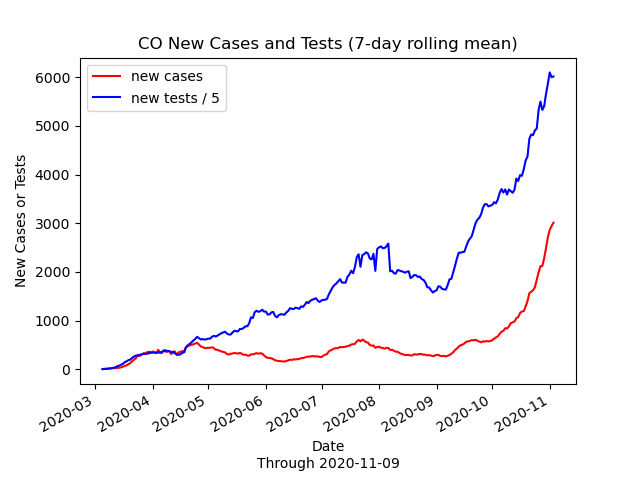 CO New Cases and Tests (7-day rolling mean)
new cases
new tests / 5
6000
5000
4000
3000
2000
1000
0
New Cases or Tests
2020-03
2020-04
2020-05
2020-06
2020-07
2020-08
2020-09
2020-10
2020-11
Date
Through 2020-11-09